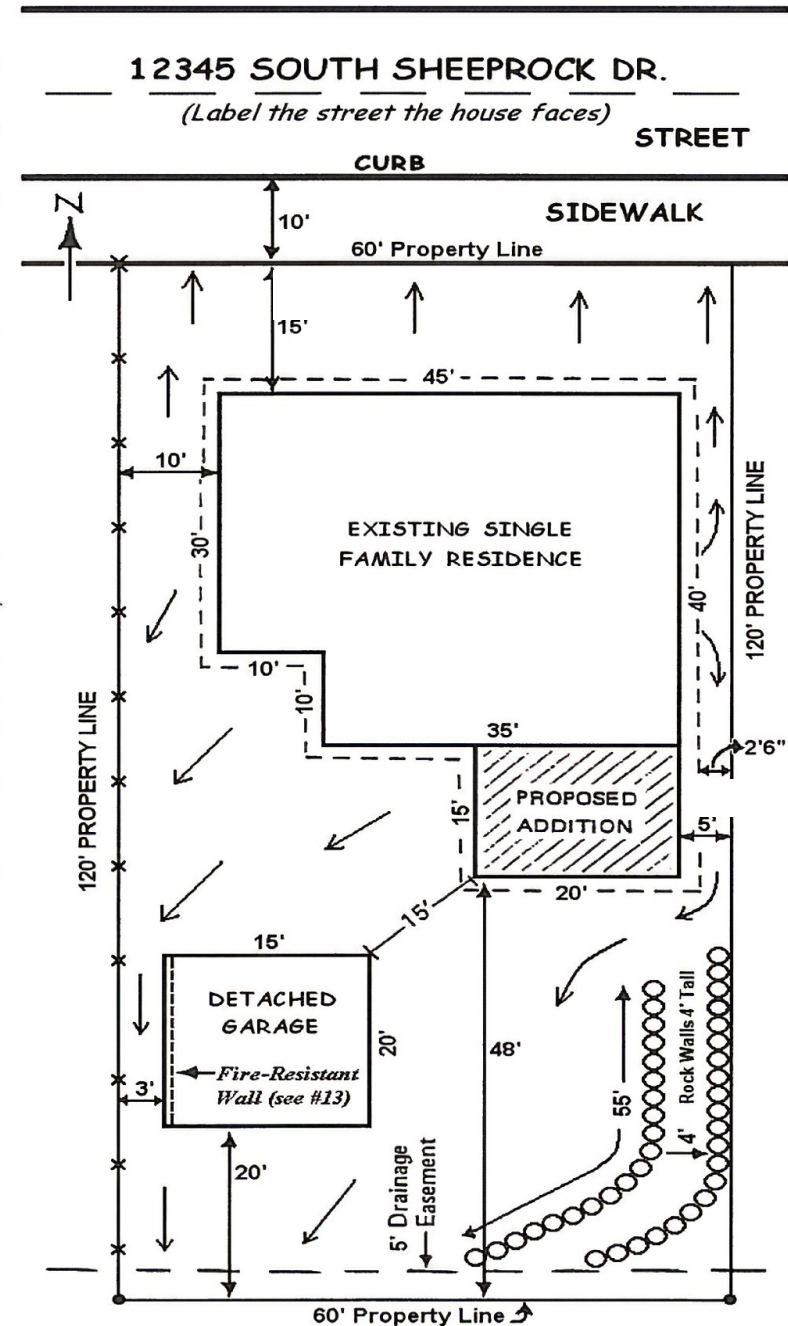 12345 SOUTH SHEEPROCK DR.
(Label the street the house faces)
STREET
CURB
N
10'
SIDEWALK
60' Property Line
15'
45'
10'
30'
EXISTING SINGLE
FAMILY RESIDENCE
40'
120' PROPERTY LINE
10'
10'
35'
2'6"
120' PROPERTY LINE
15'
PROPOSED
ADDITION
5'
20'
15'
15'
DETACHED
GARAGE
20'
Fire-Resistant
Wall (see #13)
3'
20'
48'
5' Drainage
Easement
55'
Rock Walls 4' Tall
4'
60' Property Line